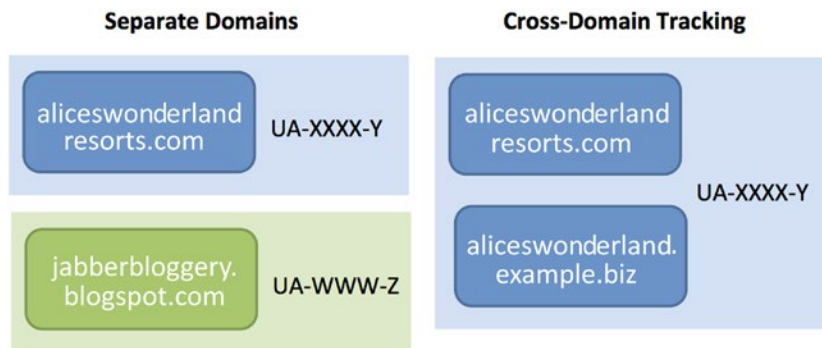 Separate Domains
aliceswonderland
resorts.com
UA-XXXX-Y
jabberbloggery.
blogspot.com
UA-WWW-Z
Cross-Domain Tracking
aliceswonderland
resorts.com
aliceswonderland.
example.biz
UA-XXXX-Y